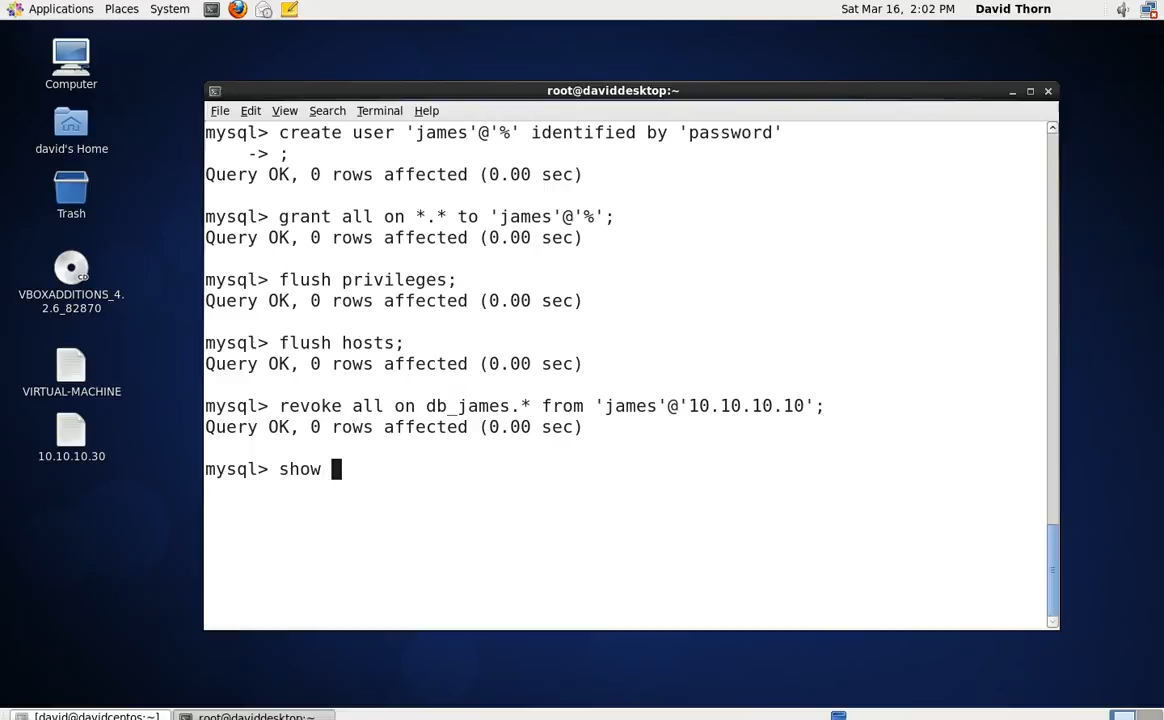 Applications Places System
Sat Mar 16, 2:02 PM David Thorn
Computer
david's Home
Trash
VBOXADDITIONS_4.
2.6_82870
VIRTUAL-MACHINE
10.10.10.30
root@daviddesktop:~
File Edit View Search Terminal Help
mysql> create user 'james'@'%' identified by 'password'
-> ;
Query OK, 0 rows affected (0.00 sec)
mysql> grant all on *.* to 'james'@'%';
Query OK, 0 rows affected (0.00 sec)
mysql> flush privileges;
Query OK, 0 rows affected (0.00 sec)
mysql> flush hosts;
Query OK, 0 rows affected (0.00 sec)
mysql> revoke all on db_james.* from 'james'@'10.10.10.10';
Query OK, 0 rows affected (0.00 sec)
mysql> show
[david@davidcentos:~]
root@daviddesktop:~